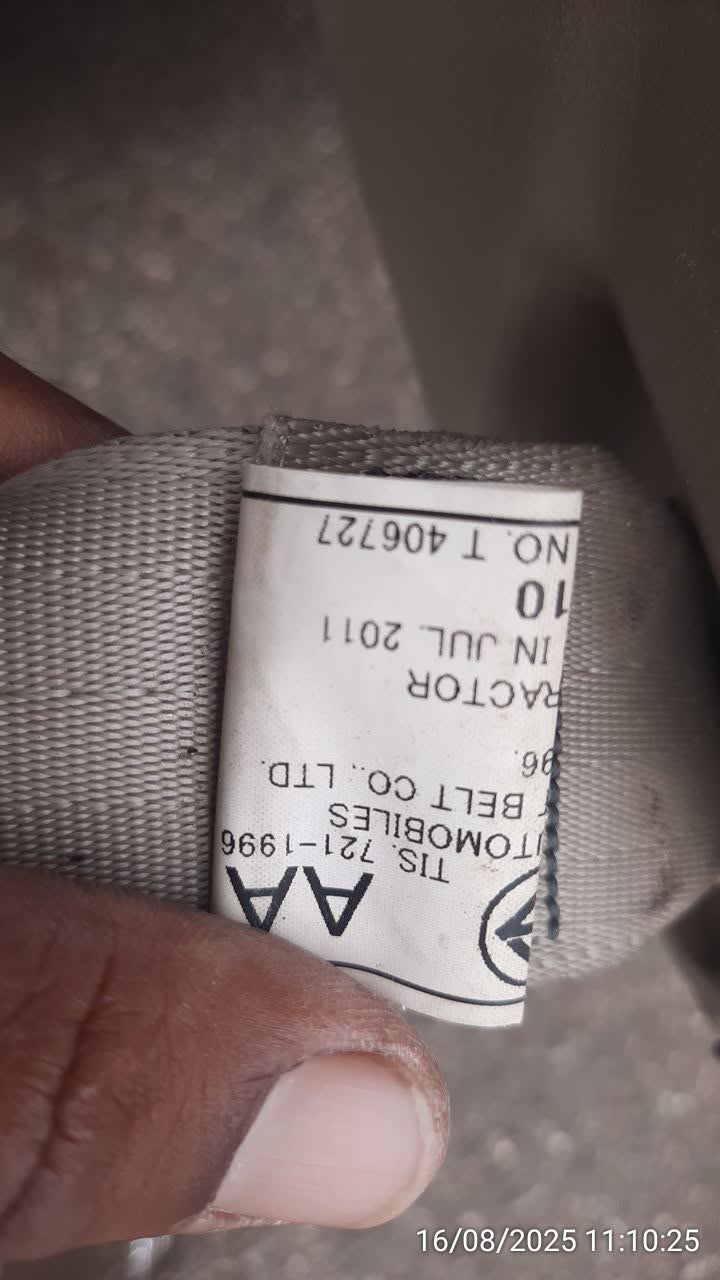 AA
TIS. 721-1996
TOMOBILES
BELT CO., LTD.
96.
RACTOR
IN JUL. 2011
10
NO. T 406727
16/08/2025 11:10:25